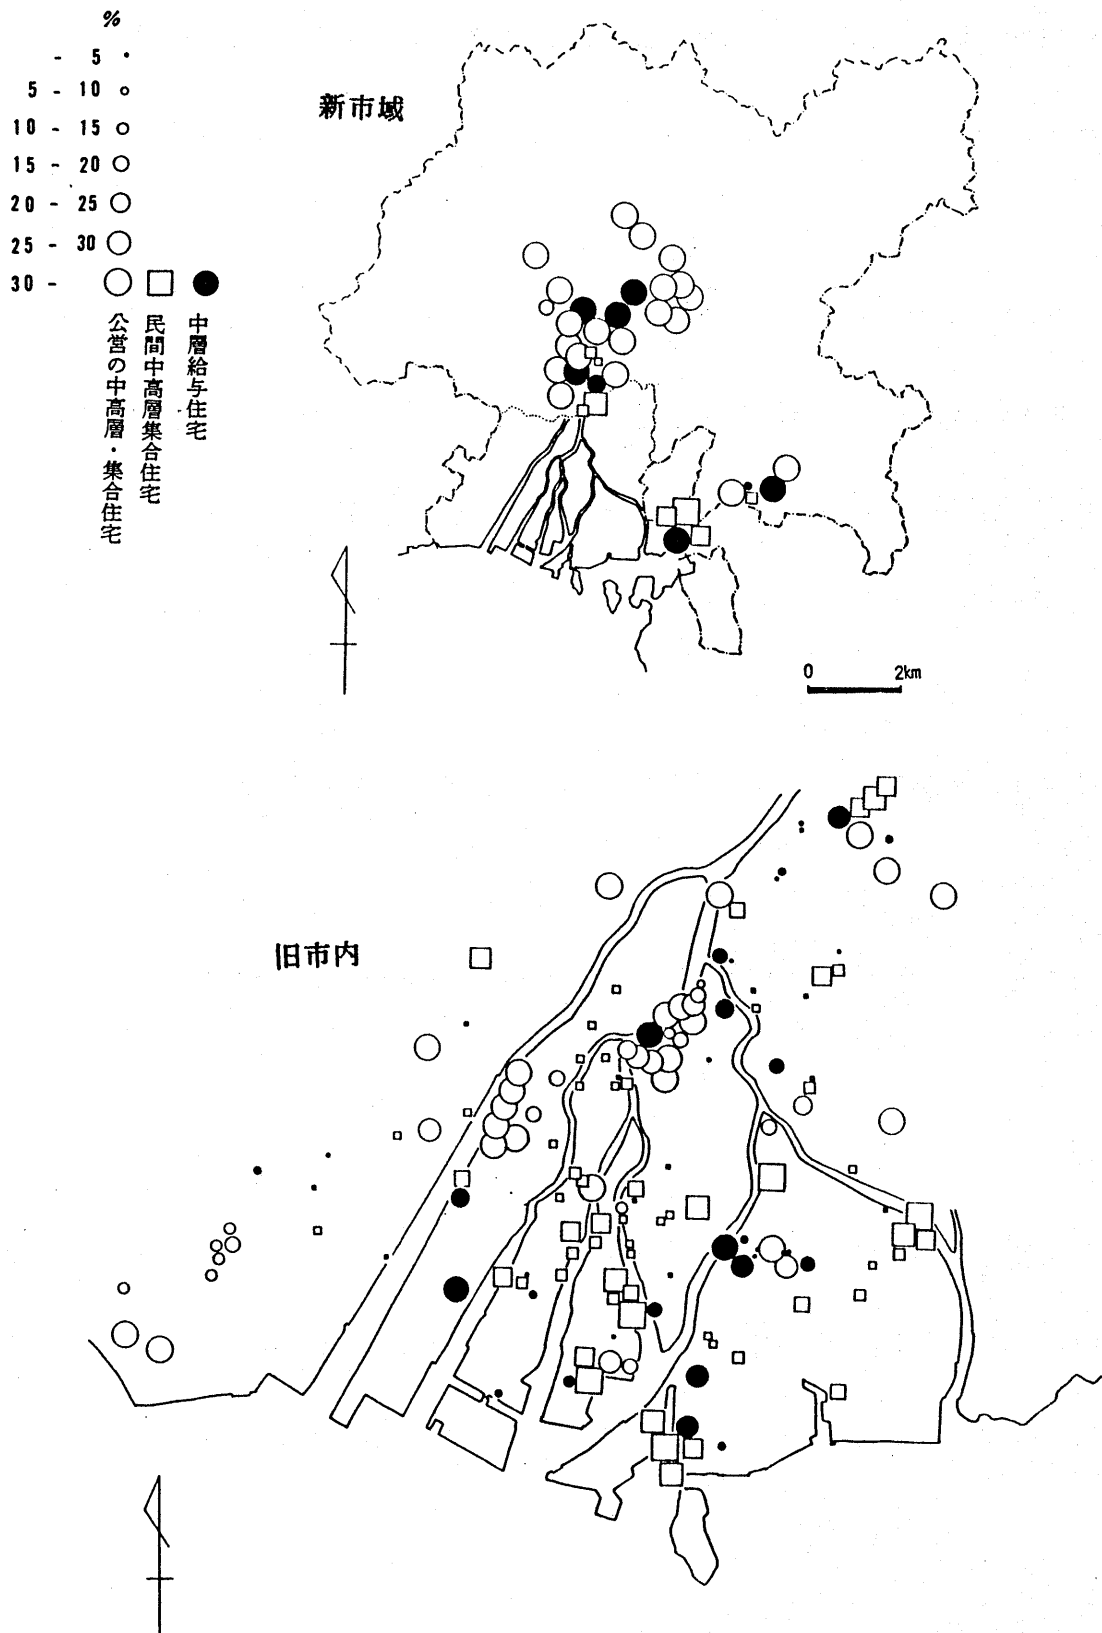 %
- 5
5 - 10
10 - 15
15 - 20
20 - 25
25 - 30
30 -
公営の中高層・集合住宅
民間中高層集合住宅
中層給与住宅
新市域
0 2km
旧市内